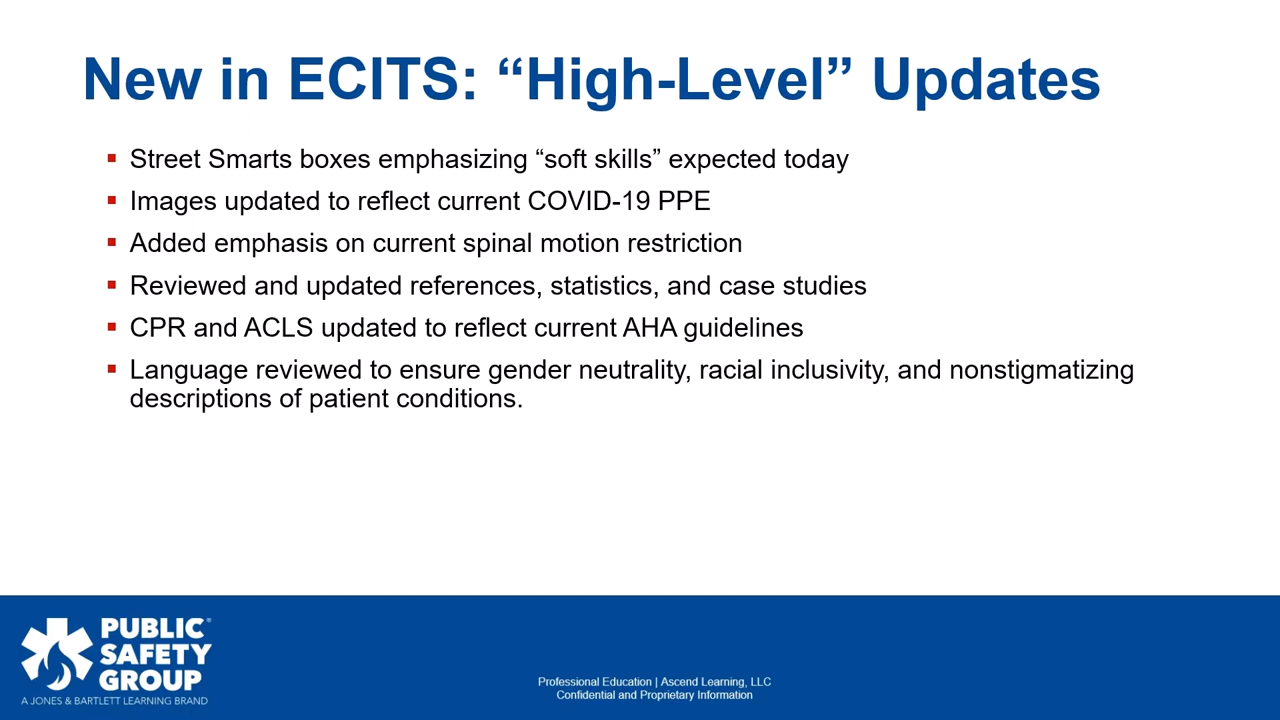 New in ECITS: “High-Level” Updates
▪ Street Smarts boxes emphasizing “soft skills” expected today
▪ Images updated to reflect current COVID-19 PPE
▪ Added emphasis on current spinal motion restriction
▪ Reviewed and updated references, statistics, and case studies
▪ CPR and ACLS updated to reflect current AHA guidelines
▪ Language reviewed to ensure gender neutrality, racial inclusivity, and nonstigmatizing
descriptions of patient conditions.
PUBLIC
SAFETY
GROUP
A JONES & BARTLETT LEARNING BRAND
Professional Education | Ascend Learning, LLC
Confidential and Proprietary Information